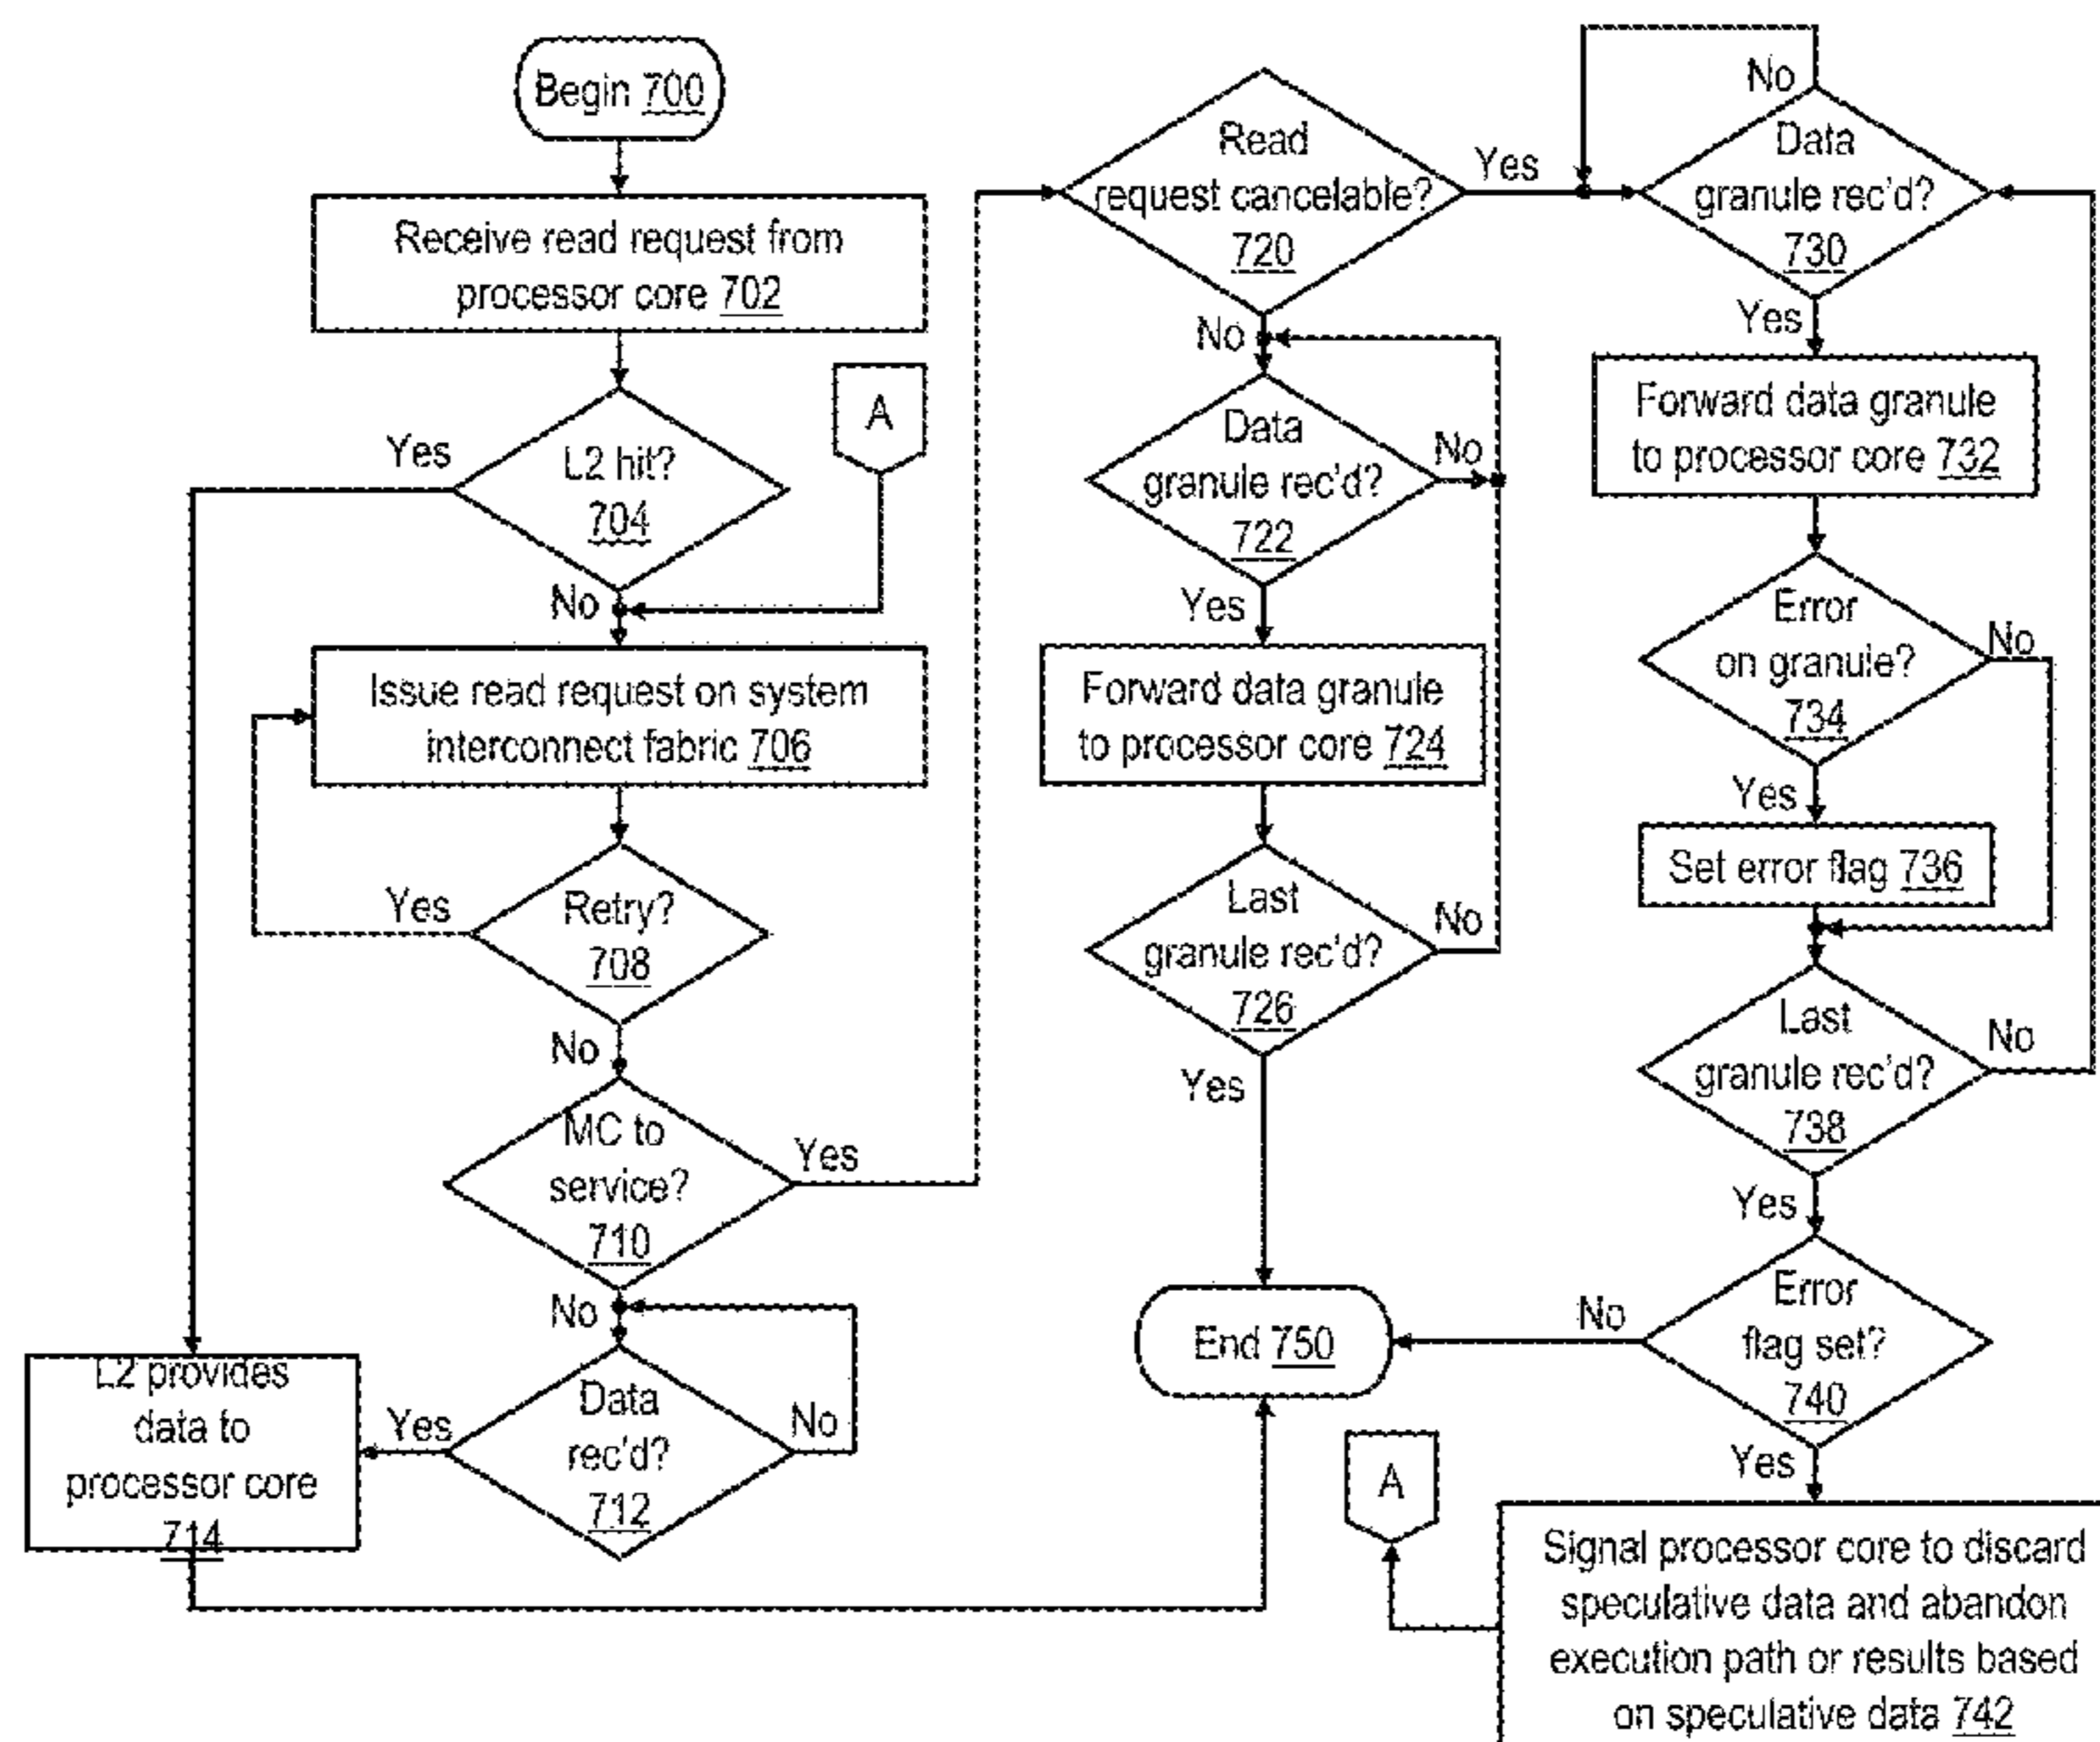 Begin 700
Receive read request from
processor core 702
A
Yes
L2 hit?
704
No
Issue read request on system
interconnect fabric 706
Yes
Retry?
708
No
MC to
service?
710
Yes
No
Data
rec'd?
712
Yes
No
L2 provides
data to
processor core
714
Read
request cancelable?
720
Yes
No
Data
granule rec'd?
722
No
Yes
Forward data granule
to processor core 724
Last
granule rec'd?
726
No
Yes
End 750
No
Data
granule rec'd?
730
Yes
Forward data granule
to processor core 732
Error
on granule?
734
No
Yes
Set error flag 736
Last
granule rec'd?
738
No
Yes
Error
flag set?
740
No
Yes
A
Signal processor core to discard
speculative data and abandon
execution path or results based
on speculative data 742